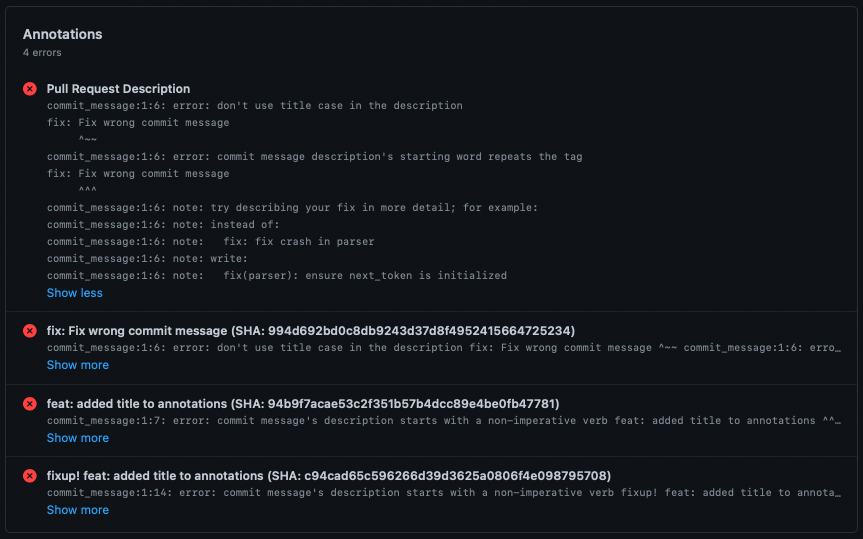 Annotations
4 errors
Pull Request Description
commit_message:1:6: error: don't use title case in the description
fix: Fix wrong commit message
     ^~~
commit_message:1:6: error: commit message description's starting word repeats the tag
fix: Fix wrong commit message
     ^^^
commit_message:1:6: note: try describing your fix in more detail; for example:
commit_message:1:6: note: instead of:
commit_message:1:6: note:   fix: fix crash in parser
commit_message:1:6: note: write:
commit_message:1:6: note:   fix(parser): ensure next_token is initialized
Show less
fix: Fix wrong commit message (SHA: 994d692bd0c8db9243d37d8f4952415664725234)
commit_message:1:6: error: don't use title case in the description fix: Fix wrong commit message ^~~ commit_message:1:6: erro…
Show more
feat: added title to annotations (SHA: 94b9f7acae53c2f351b57b4dcc89e4be0fb47781)
commit_message:1:7: error: commit message's description starts with a non-imperative verb feat: added title to annotations ^^…
Show more
fixup! feat: added title to annotations (SHA: c94cad65c596266d39d3625a0806f4e098795708)
commit_message:1:14: error: commit message's description starts with a non-imperative verb fixup! feat: added title to annota…
Show more